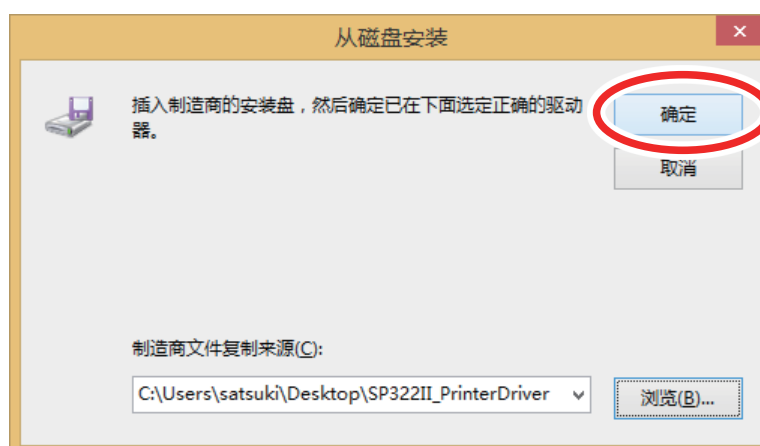 从磁盘安装
插入制造商的安装盘，然后确定已在下面选定正确的驱动
器。
确定
取消
制造商文件复制来源(C):
C:\Users\satsuki\Desktop\SP322II_PrinterDriver
浏览(B)...